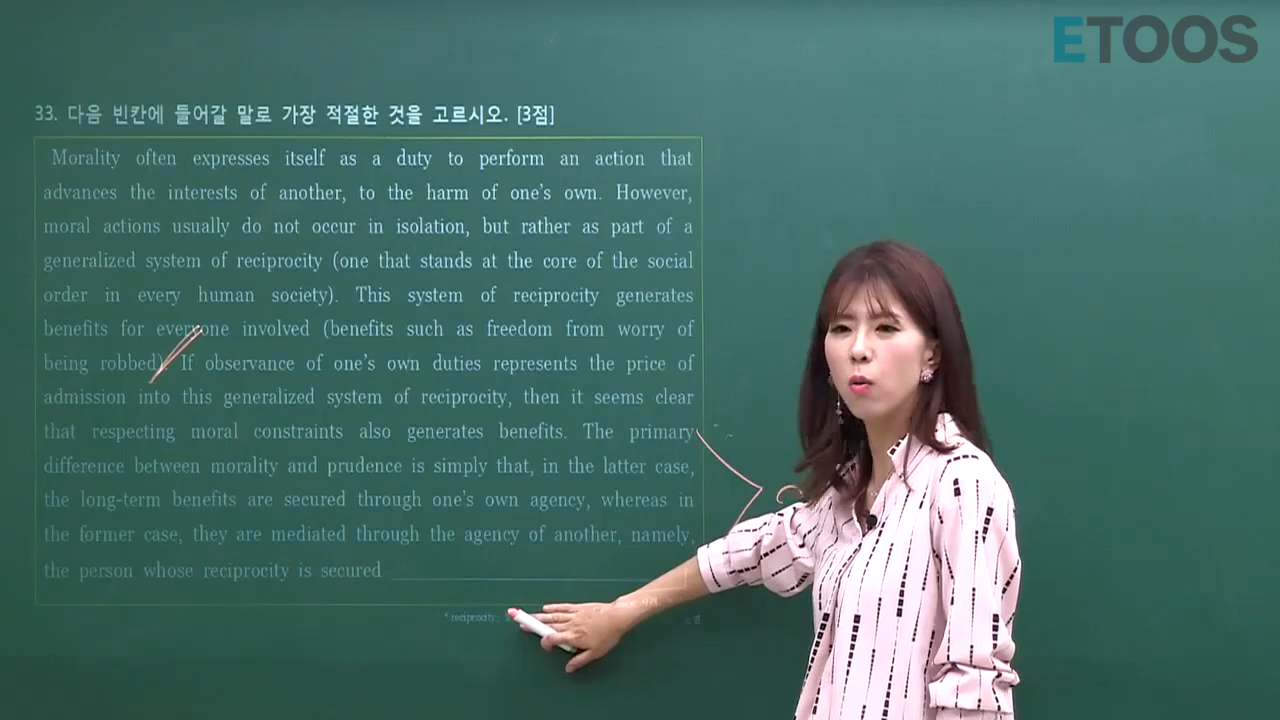 ETOOS
33. 다음 빈칸에 들어갈 말로 가장 적절한 것을 고르시오. [3점]
Morality often expresses itself as a duty to perform an action that
advances the interests of another, to the harm of one's own. However,
moral actions usually do not occur in isolation, but rather as part of a
generalized system of reciprocity (one that stands at the core of the social
order in every human society). This system of reciprocity generates
benefits for everyone involved (benefits such as freedom from worry of
being robbed). If observance of one's own duties represents the price of
admission into this generalized system of reciprocity, then it seems clear
that respecting moral constraints also generates benefits. The primary
difference between morality and prudence is simply that, in the latter case,
the long-term benefits are secured through one's own agency, whereas in
the former case, they are mediated through the agency of another, namely,
the person whose reciprocity is secured
* reciprocity: